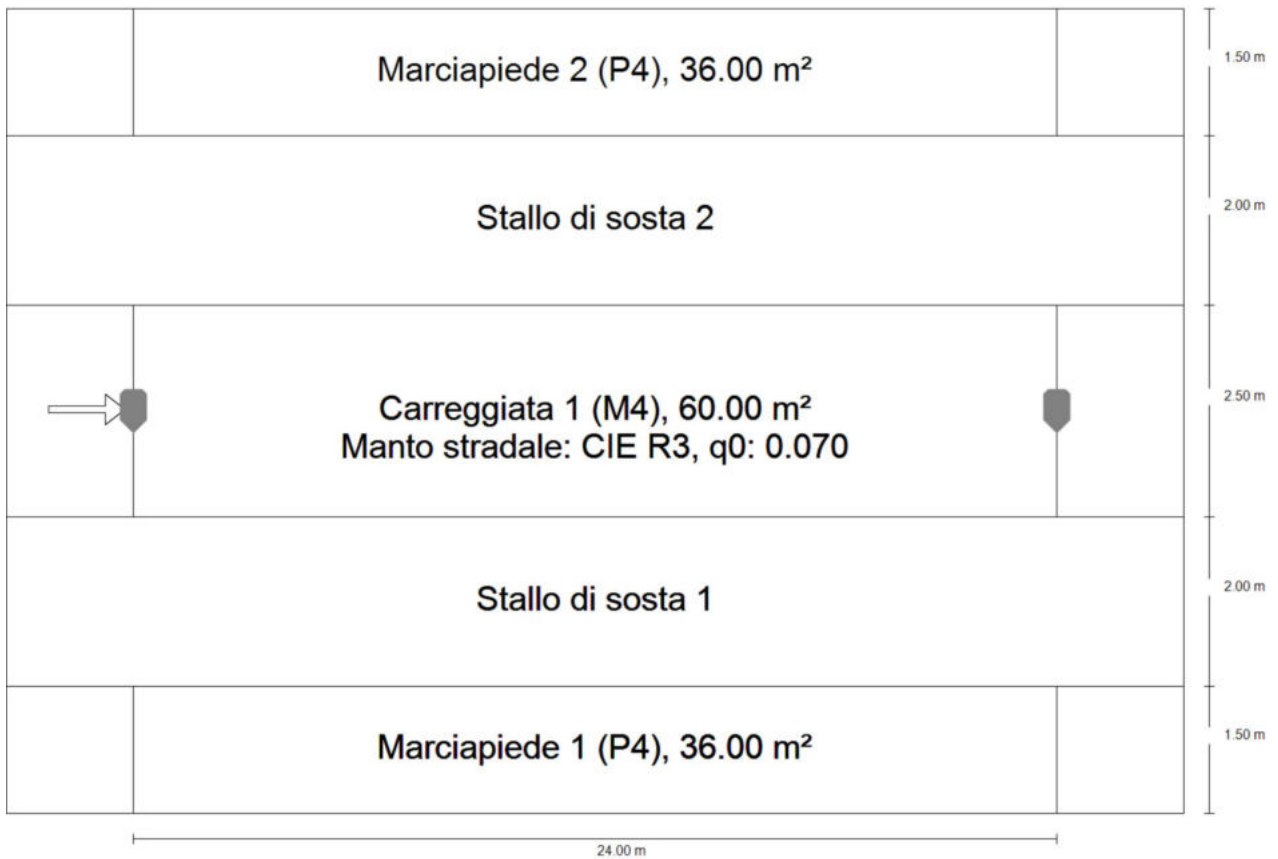 Marciapiede 2 (P4), 36.00 m²
1.50 m
Stallo di sosta 2
2.00 m
Carreggiata 1 (M4), 60.00 m²
Manto stradale: CIE R3, q0: 0.070
2.50 m
Stallo di sosta 1
2.00 m
Marciapiede 1 (P4), 36.00 m²
1.50 m
24.00 m